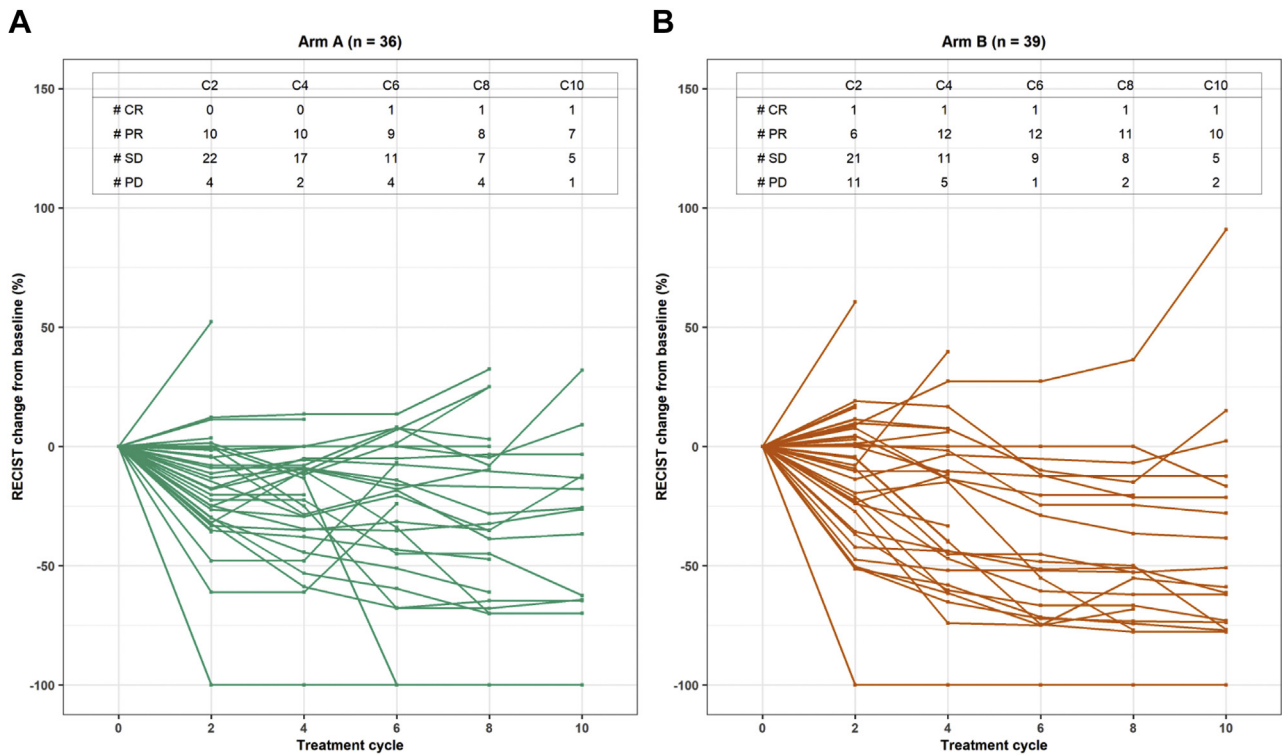 A
Arm A (n = 36)
C2 C4 C6 C8 C10
# CR 0 0 1 1 1
# PR 10 10 9 8 7
# SD 22 17 11 7 5
# PD 4 2 4 4 1
150
100
50
0
-50
-100
RECIST change from baseline (%)
0 2 4 6 8 10
Treatment cycle
B
Arm B (n = 39)
C2 C4 C6 C8 C10
# CR 1 1 1 1 1
# PR 6 12 12 11 10
# SD 21 11 9 8 5
# PD 11 5 1 2 2
150
100
50
0
-50
-100
RECIST change from baseline (%)
0 2 4 6 8 10
Treatment cycle